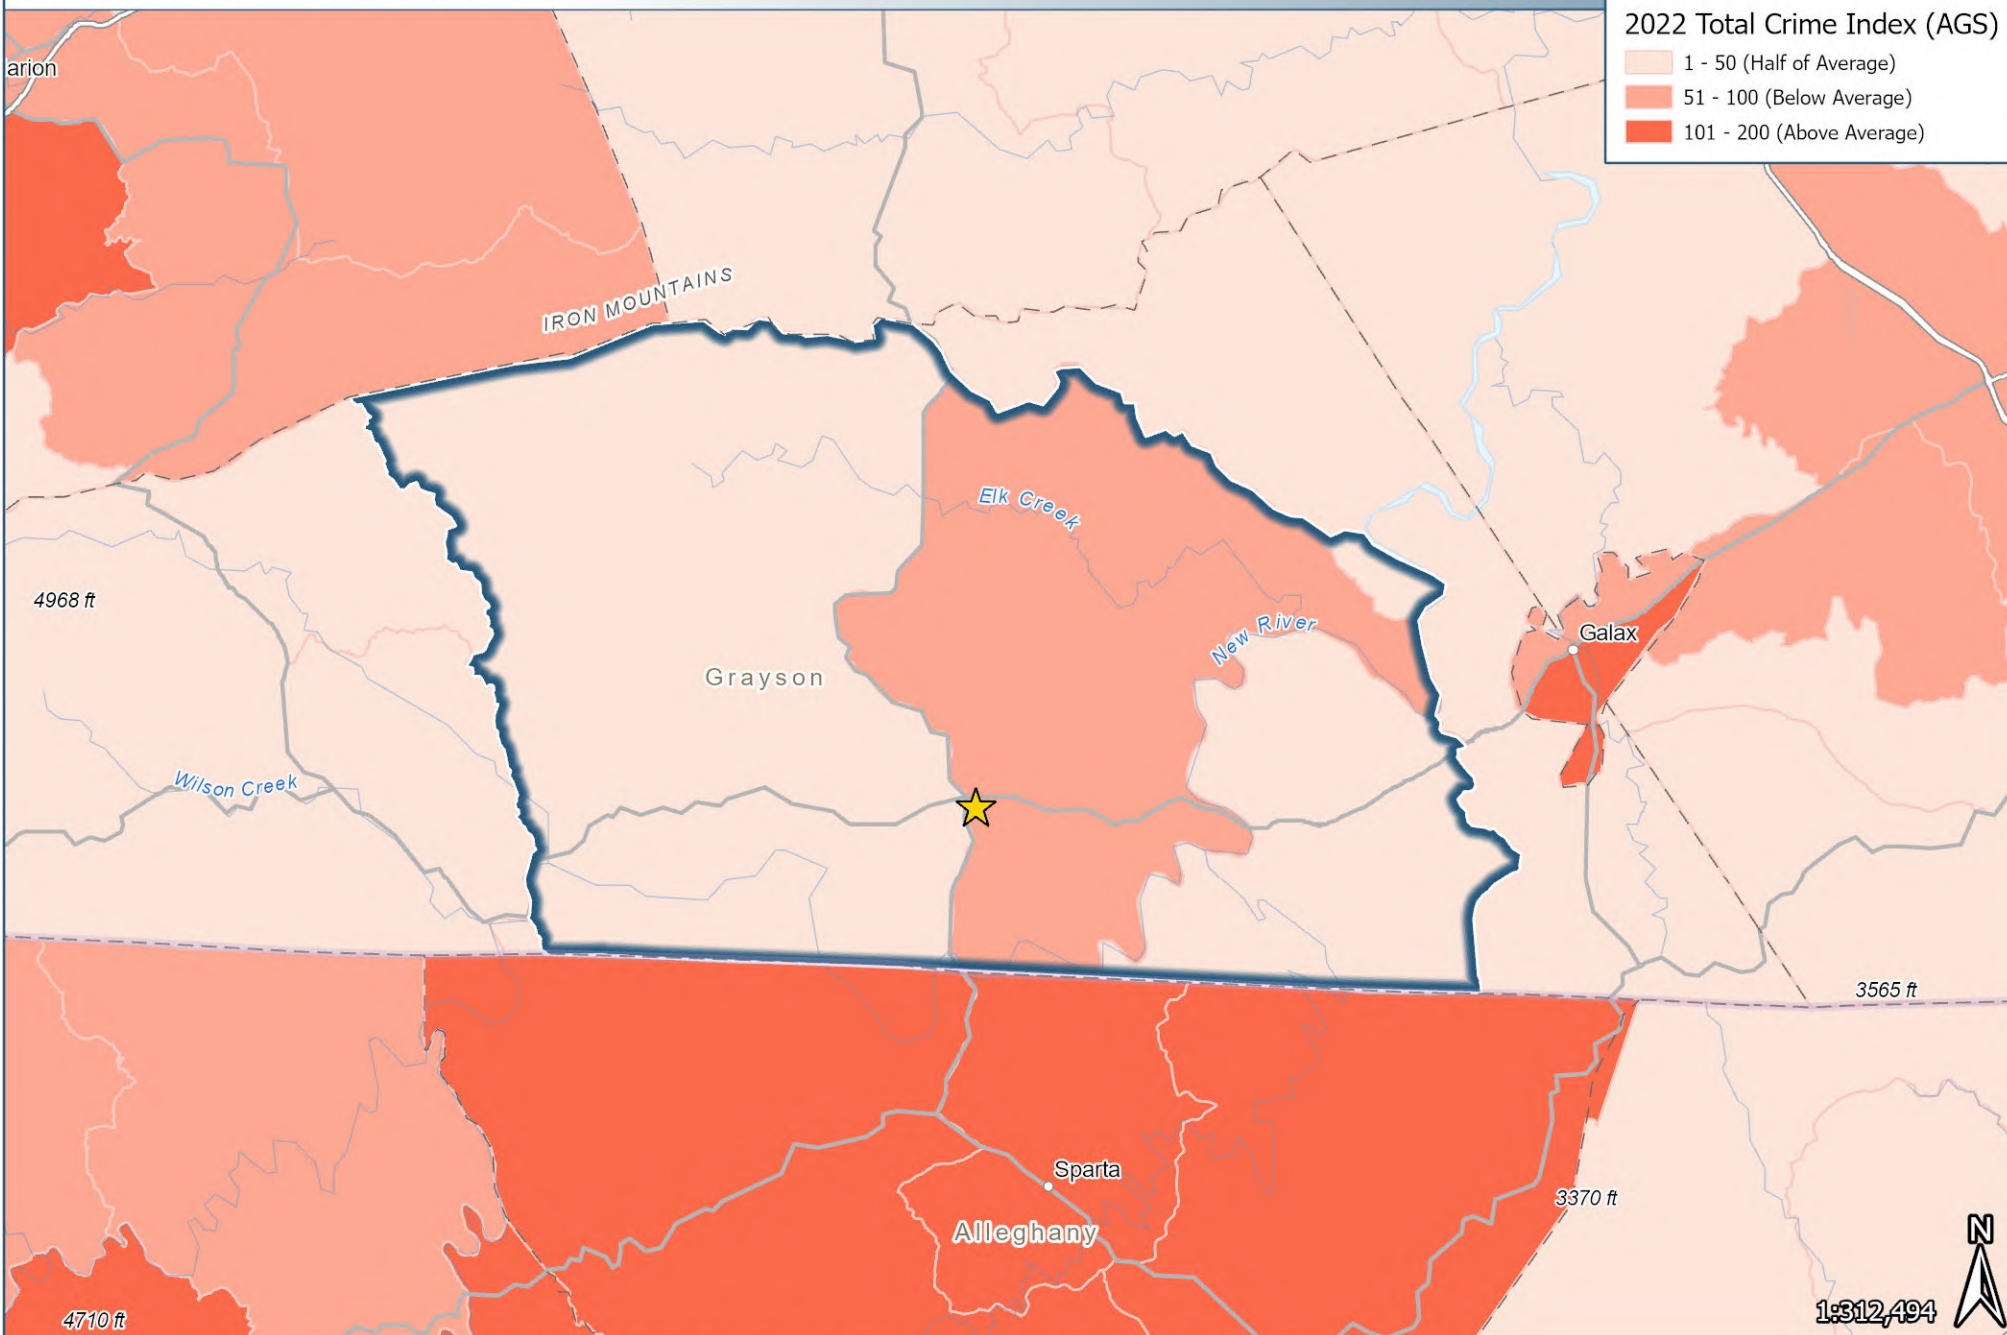 2022 Total Crime Index (AGS)
1 - 50 (Half of Average)
51 - 100 (Below Average)
101 - 200 (Above Average)
arion
IRON MOUNTAINS
Elk Creek
4968 ft
New River
Galax
Grayson
Wilson Creek
3565 ft
Sparta
3370 ft
Alleghany
N
4710 ft
1:312,494